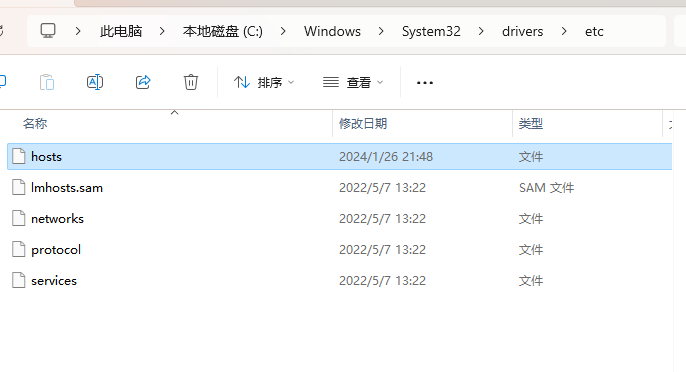 此电脑 本地磁盘 (C:) Windows System32 drivers etc
排序 查看
名称 修改日期 类型
hosts 2024/1/26 21:48 文件
lmhosts.sam 2022/5/7 13:22 SAM 文件
networks 2022/5/7 13:22 文件
protocol 2022/5/7 13:22 文件
services 2022/5/7 13:22 文件